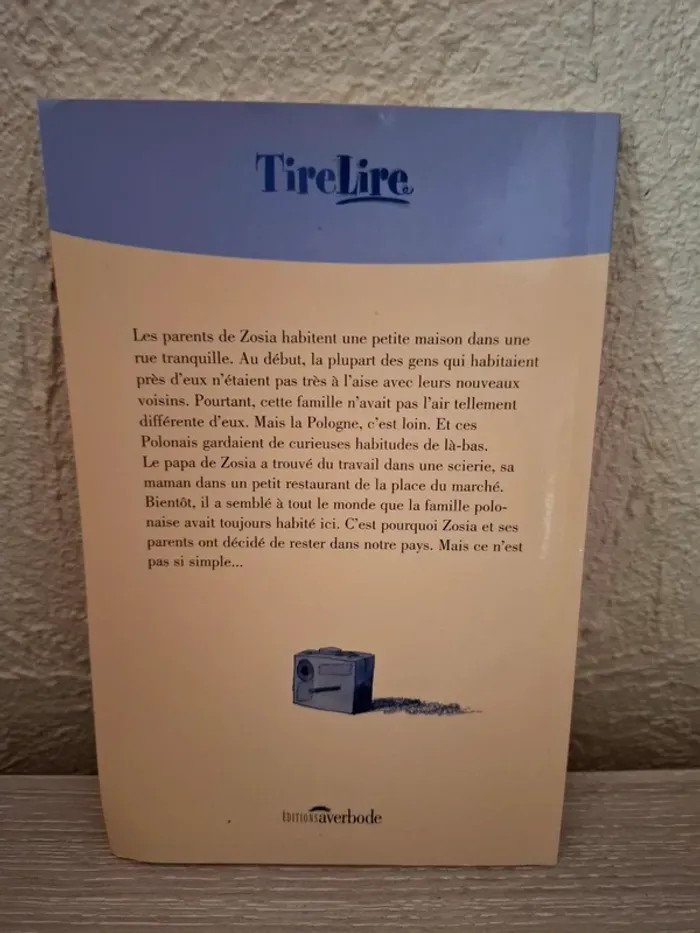 TireLire
Les parents de Zosia habitent une petite maison dans une
rue tranquille. Au début, la plupart des gens qui habitaient
près d'eux n'étaient pas très à l'aise avec leurs nouveaux
voisins. Pourtant, cette famille n'avait pas l'air tellement
différente d'eux. Mais la Pologne, c'est loin. Et ces
Polonais gardaient de curieuses habitudes de là-bas.
Le papa de Zosia a trouvé du travail dans une scierie, sa
maman dans un petit restaurant de la place du marché.
Bientôt, il a semblé à tout le monde que la famille polo-
naise avait toujours habité ici. C'est pourquoi Zosia et ses
parents ont décidé de rester dans notre pays. Mais ce n'est
pas si simple...
ÉDITIONS averbode